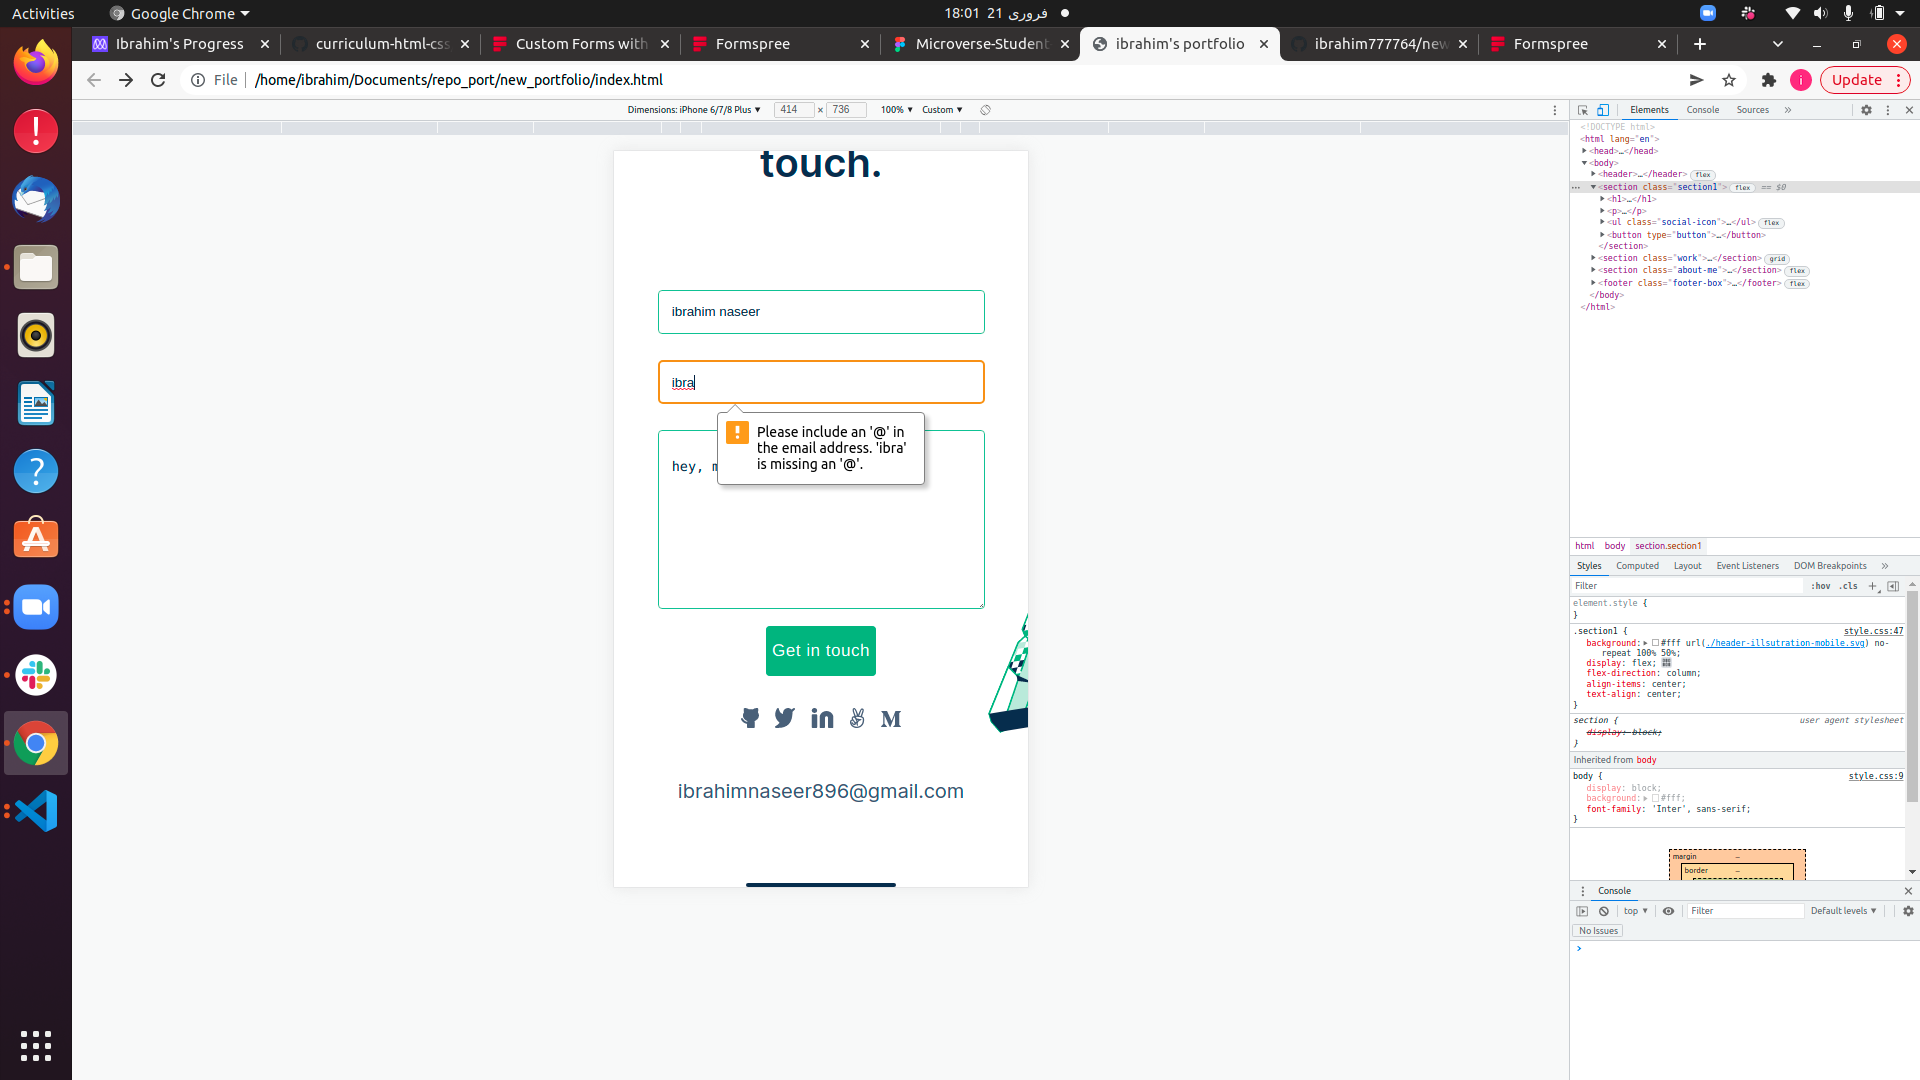 Activities
Google Chrome
18:01 21 فروری
Ibrahim's Progress
curriculum-html-css
Custom Forms with
Formspree
Microverse-Student
ibrahim's portfolio
ibrahim777764/new
Formspree
File
/home/ibrahim/Documents/repo_port/new_portfolio/index.html
i
Update
Dimensions: iPhone 6/7/8 Plus
414 × 736
100%
Custom
touch.
ibrahim naseer
ibra
Please include an '@' in
the email address. 'ibra'
is missing an '@'.
hey,
Get in touch
ibrahimnaseer896@gmail.com
Elements
Console
Sources
»
<!DOCTYPE html>
<html lang="en">
<head>…</head>
<body>
<header>…</header> flex
… <section class="section1"> flex == $0
<h1>…</h1>
<p>…</p>
<ul class="social-icon">…</ul> flex
<button type="button">…</button>
</section>
<section class="work">…</section> grid
<section class="about-me">…</section> flex
<footer class="footer-box">…</footer> flex
</body>
</html>
html body section.section1
Styles Computed Layout Event Listeners DOM Breakpoints »
Filter :hov .cls +
element.style {
}
.section1 { style.css:47
background: #fff url(./header-illsutration-mobile.svg) no-
repeat 100% 50%;
display: flex;
flex-direction: column;
align-items: center;
text-align: center;
}
section { user agent stylesheet
display: block;
}
Inherited from body
body { style.css:9
display: block;
background: #fff;
font-family: 'Inter', sans-serif;
}
margin –
border –
Console
top
Filter
Default levels
No Issues